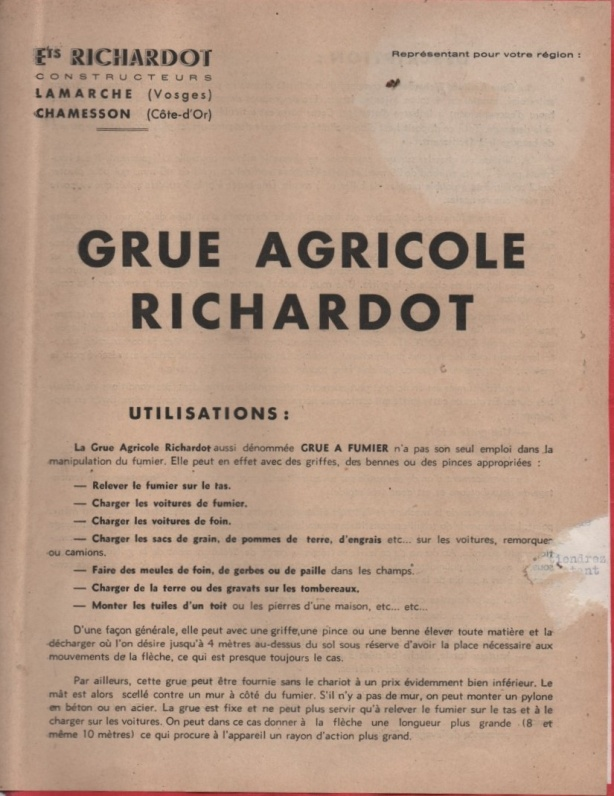 Ets RICHARDOT
CONSTRUCTEURS
LAMARCHE (Vosges)
CHAMESSON (Côte-d'Or)
Représentant pour votre région :
GRUE AGRICOLE
RICHARDOT
UTILISATIONS :
La Grue Agricole Richardot aussi dénommée GRUE A FUMIER n'a pas son seul emploi dans la
manipulation du fumier. Elle peut en effet avec des griffes, des bennes ou des pinces appropriées :
— Relever le fumier sur le tas.
— Charger les voitures de fumier.
— Charger les voitures de foin.
— Charger les sacs de grain, de pommes de terre, d'engrais etc... sur les voitures, remorques
ou camions.
— Faire des meules de foin, de gerbes ou de paille dans les champs.
— Charger de la terre ou des gravats sur les tombereaux.
— Monter les tuiles d'un toit ou les pierres d'une maison, etc... etc...
D'une façon générale, elle peut avec une griffe,une pince ou une benne élever toute matière et la
décharger où l'on désire jusqu'à 4 mètres au-dessus du sol sous réserve d'avoir la place nécessaire aux
mouvements de la flèche, ce qui est presque toujours le cas.
Par ailleurs, cette grue peut être fournie sans le chariot à un prix évidemment bien inférieur. Le
mât est alors scellé contre un mur à côté du fumier. S'il n'y a pas de mur, on peut monter un pylone
en béton ou en acier. La grue est fixe et ne peut plus servir qu'à relever le fumier sur le tas et à le
charger sur les voitures. On peut dans ce cas donner à la flèche une longueur plus grande (8 et
même 10 mètres) ce qui procure à l'appareil un rayon d'action plus grand.